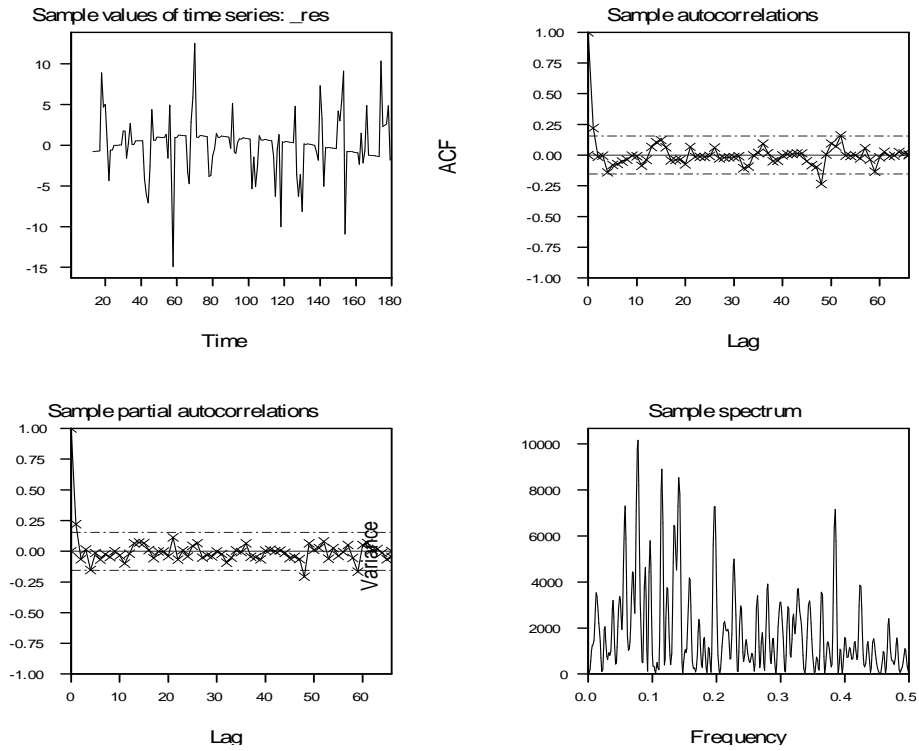 Sample values of time series: _res
10
5
0
-5
-10
-15
20 40 60 80 100 120 140 160 180
Time
Sample autocorrelations
ACF
1.00
0.75
0.50
0.25
0.00
-0.25
-0.50
-0.75
-1.00
0 10 20 30 40 50 60
Lag
Sample partial autocorrelations
1.00
0.75
0.50
0.25
0.00
-0.25
-0.50
-0.75
-1.00
0 10 20 30 40 50 60
Lag
Sample spectrum
Variance
10000
8000
6000
4000
2000
0
0.0 0.1 0.2 0.3 0.4 0.5
Frequency